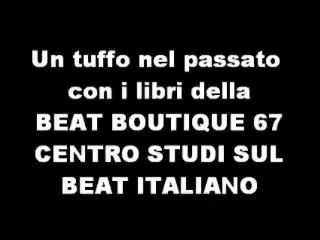 Un tuffo nel passato
con i libri della
BEAT BOUTIQUE 67
CENTRO STUDI SUL
BEAT ITALIANO